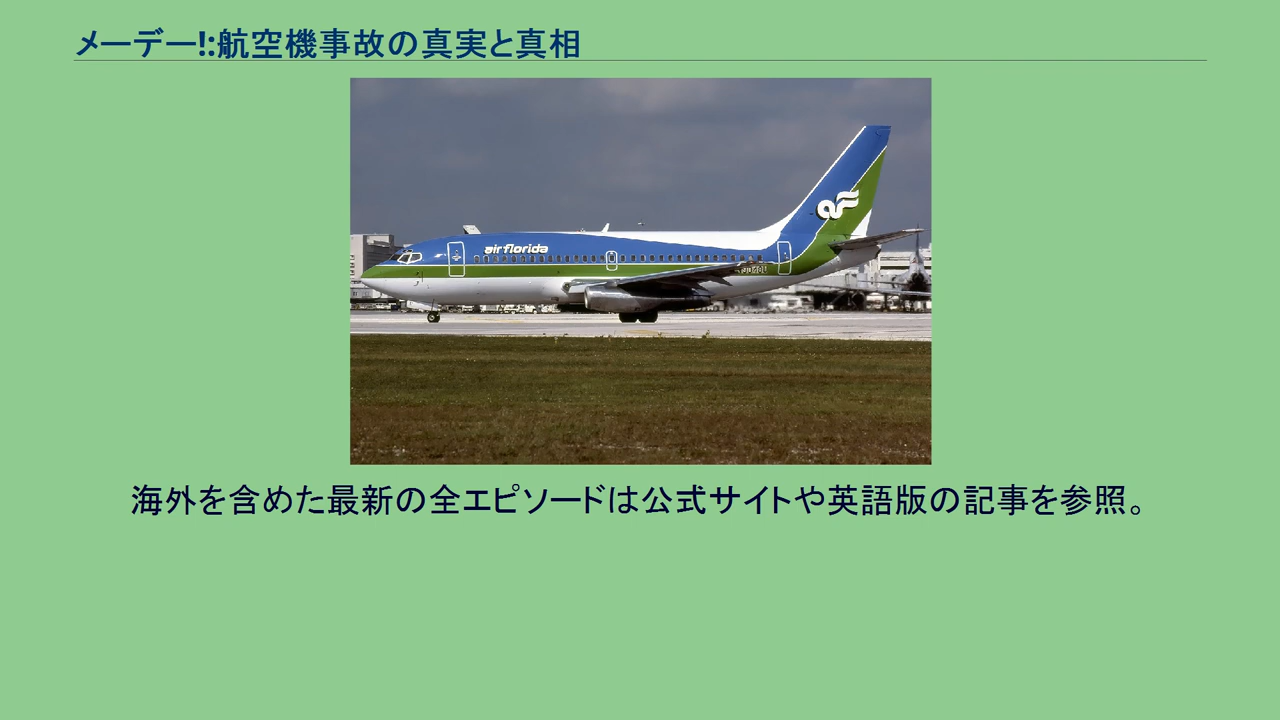 メーデー!:航空機事故の真実と真相
air florida
海外を含めた最新の全エピソードは公式サイトや英語版の記事を参照。